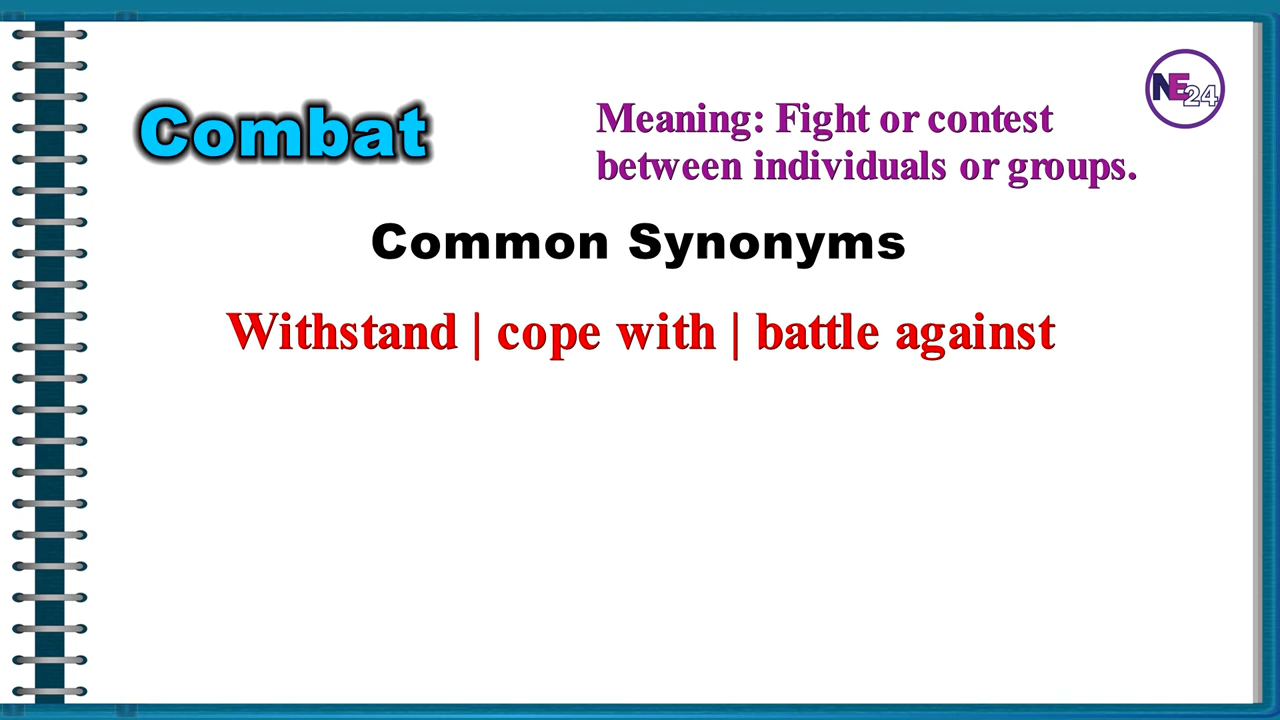 NE24
Combat
Meaning: Fight or contest
between individuals or groups.
Common Synonyms
Withstand | cope with | battle against